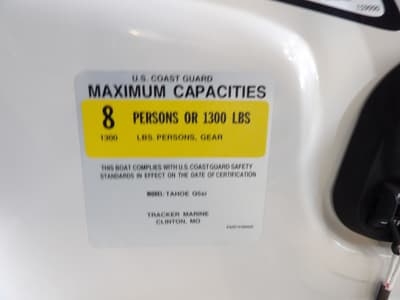 U.S. COAST GUARD
MAXIMUM CAPACITIES
8 PERSONS OR 1300 LBS
1300 LBS. PERSONS, GEAR
THIS BOAT COMPLIES WITH U.S. COAST GUARD SAFETY
STANDARDS IN EFFECT ON THE DATE OF CERTIFICATION
MODEL: TAHOE Q5si
TRACKER MARINE
CLINTON, MO